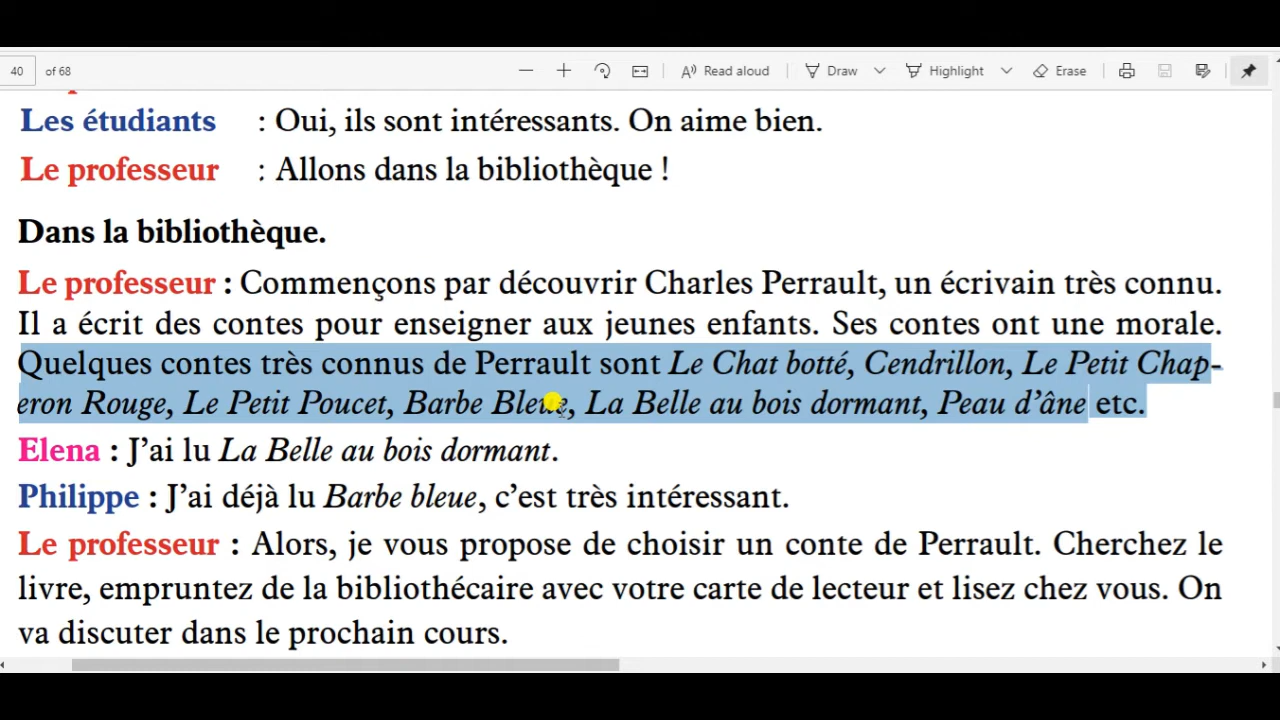 40 of 68 Read aloud Draw Highlight Erase
Les étudiants : Oui, ils sont intéressants. On aime bien.
Le professeur : Allons dans la bibliothèque !
Dans la bibliothèque.
Le professeur : Commençons par découvrir Charles Perrault, un écrivain très connu.
Il a écrit des contes pour enseigner aux jeunes enfants. Ses contes ont une morale.
Quelques contes très connus de Perrault sont Le Chat botté, Cendrillon, Le Petit Chap-
eron Rouge, Le Petit Poucet, Barbe Bleue, La Belle au bois dormant, Peau d’âne etc.
Elena : J’ai lu La Belle au bois dormant.
Philippe : J’ai déjà lu Barbe bleue, c’est très intéressant.
Le professeur : Alors, je vous propose de choisir un conte de Perrault. Cherchez le
livre, empruntez de la bibliothécaire avec votre carte de lecteur et lisez chez vous. On
va discuter dans le prochain cours.